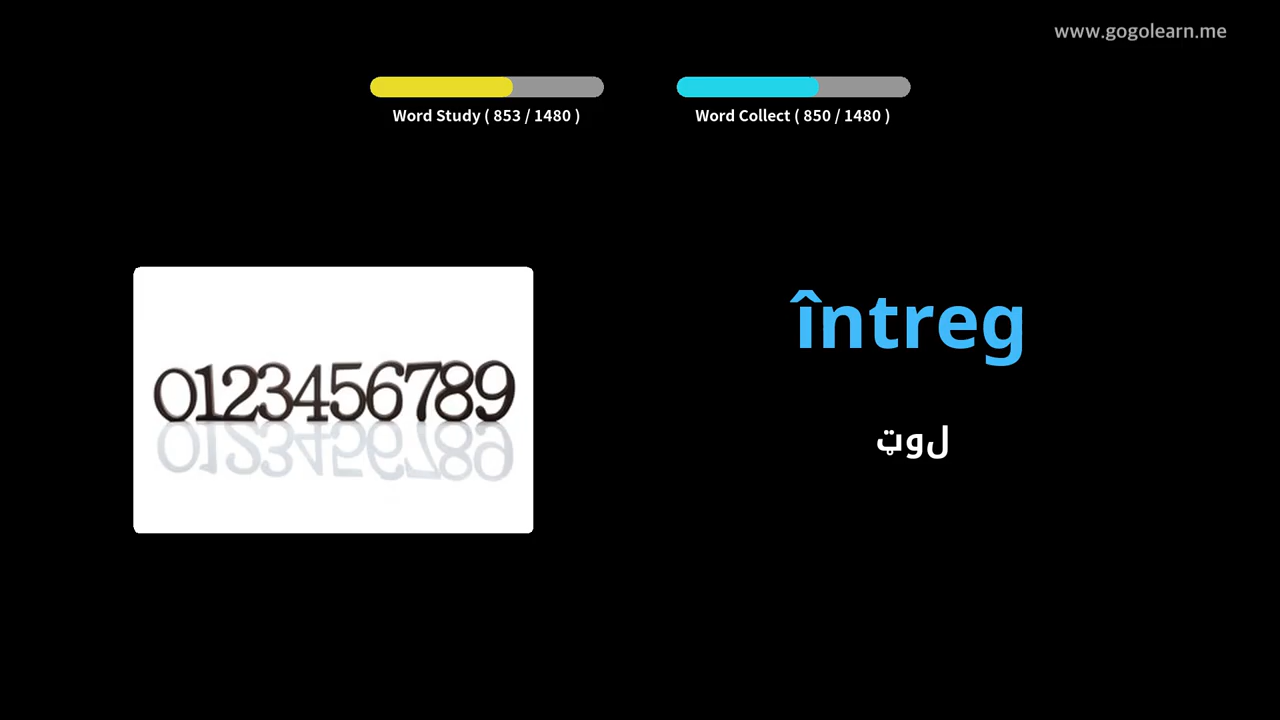 www.gogolearn.me
Word Study ( 853 / 1480 )
Word Collect ( 850 / 1480 )
0123456789
întreg
لوټ